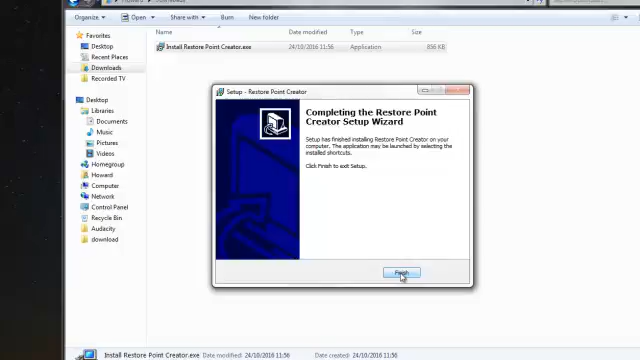 Organize Open Share with Burn New folder
Name Date modified Type Size
Favorites
Desktop
Recent Places
Downloads
Recorded TV
Install Restore Point Creator.exe 24/10/2016 11:56 Application 856 KB
Desktop
Libraries
Documents
Music
Pictures
Videos
Homegroup
Howard
Computer
Network
Control Panel
Recycle Bin
Audacity
download
Setup - Restore Point Creator
Completing the Restore Point
Creator Setup Wizard
Setup has finished installing Restore Point Creator on your
computer. The application may be launched by selecting the
installed shortcuts.
Click Finish to exit Setup.
Finish
Install Restore Point Creator.exe Date modified: 24/10/2016 11:56 Date created: 24/10/2016 11:56